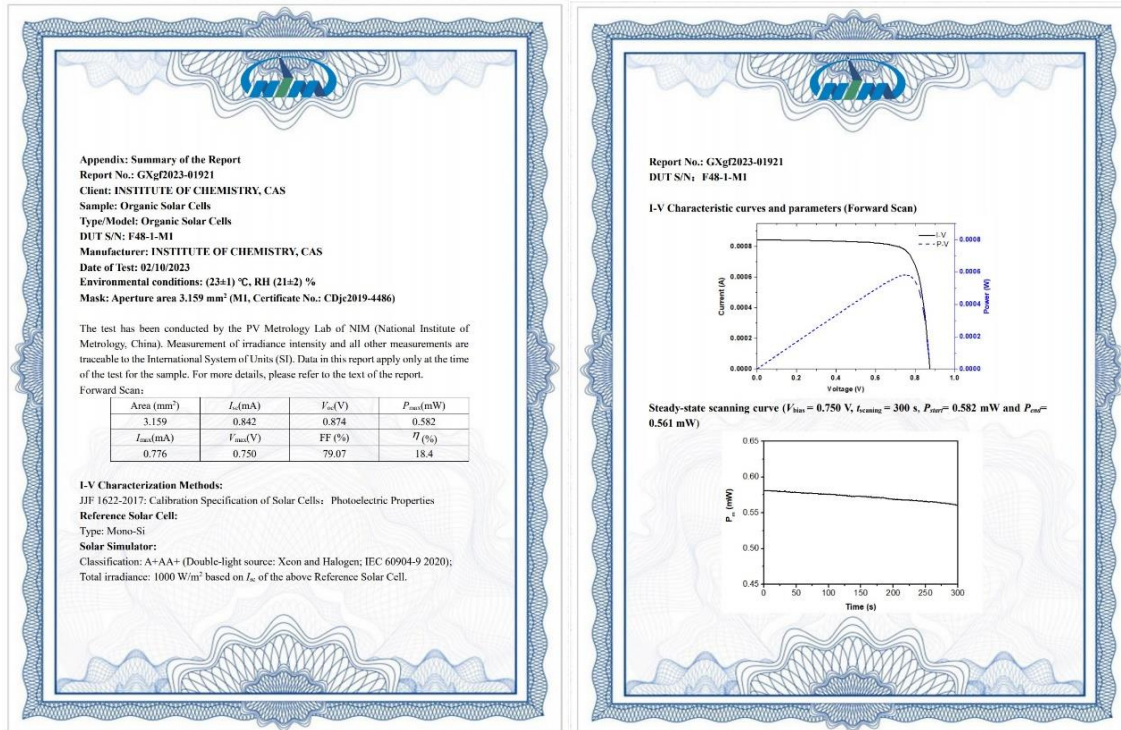 NIM
Appendix: Summary of the Report
Report No.: GXgf2023-01921
Client: INSTITUTE OF CHEMISTRY, CAS
Sample: Organic Solar Cells
Type/Model: Organic Solar Cells
DUT S/N: F48-1-M1
Manufacturer: INSTITUTE OF CHEMISTRY, CAS
Date of Test: 02/10/2023
Environmental conditions: (23±1) ℃, RH (21±2) %
Mask: Aperture area 3.159 mm² (M1, Certificate No.: CDjc2019-4486)
The test has been conducted by the PV Metrology Lab of NIM (National Institute of
Metrology, China). Measurement of irradiance intensity and all other measurements are
traceable to the International System of Units (SI). Data in this report apply only at the time
of the test for the sample. For more details, please refer to the text of the report.
Forward Scan：
Area (mm²) Isc(mA) Voc(V) Pmax(mW)
3.159 0.842 0.874 0.582
Imax(mA) Vmax(V) FF (%) η (%)
0.776 0.750 79.07 18.4
I-V Characterization Methods:
JJF 1622-2017: Calibration Specification of Solar Cells：Photoelectric Properties
Reference Solar Cell:
Type: Mono-Si
Solar Simulator:
Classification: A+AA+ (Double-light source: Xeon and Halogen; IEC 60904-9 2020);
Total irradiance: 1000 W/m² based on Isc of the above Reference Solar Cell.
NIM
Report No.: GXgf2023-01921
DUT S/N：F48-1-M1
I-V Characteristic curves and parameters (Forward Scan)
I-V
P-V
0.0008
0.0006
0.0004
0.0002
0.0000
Current (A)
0.0008
0.0006
0.0004
0.0002
0.0000
Power (W)
0.0 0.2 0.4 0.6 0.8 1.0
Voltage (V)
Steady-state scanning curve (Vbias = 0.750 V, tscaning = 300 s, Pstart= 0.582 mW and Pend=
0.561 mW)
0.65
0.60
0.55
0.50
0.45
(mW)
0 50 100 150 200 250 300
Time (s)